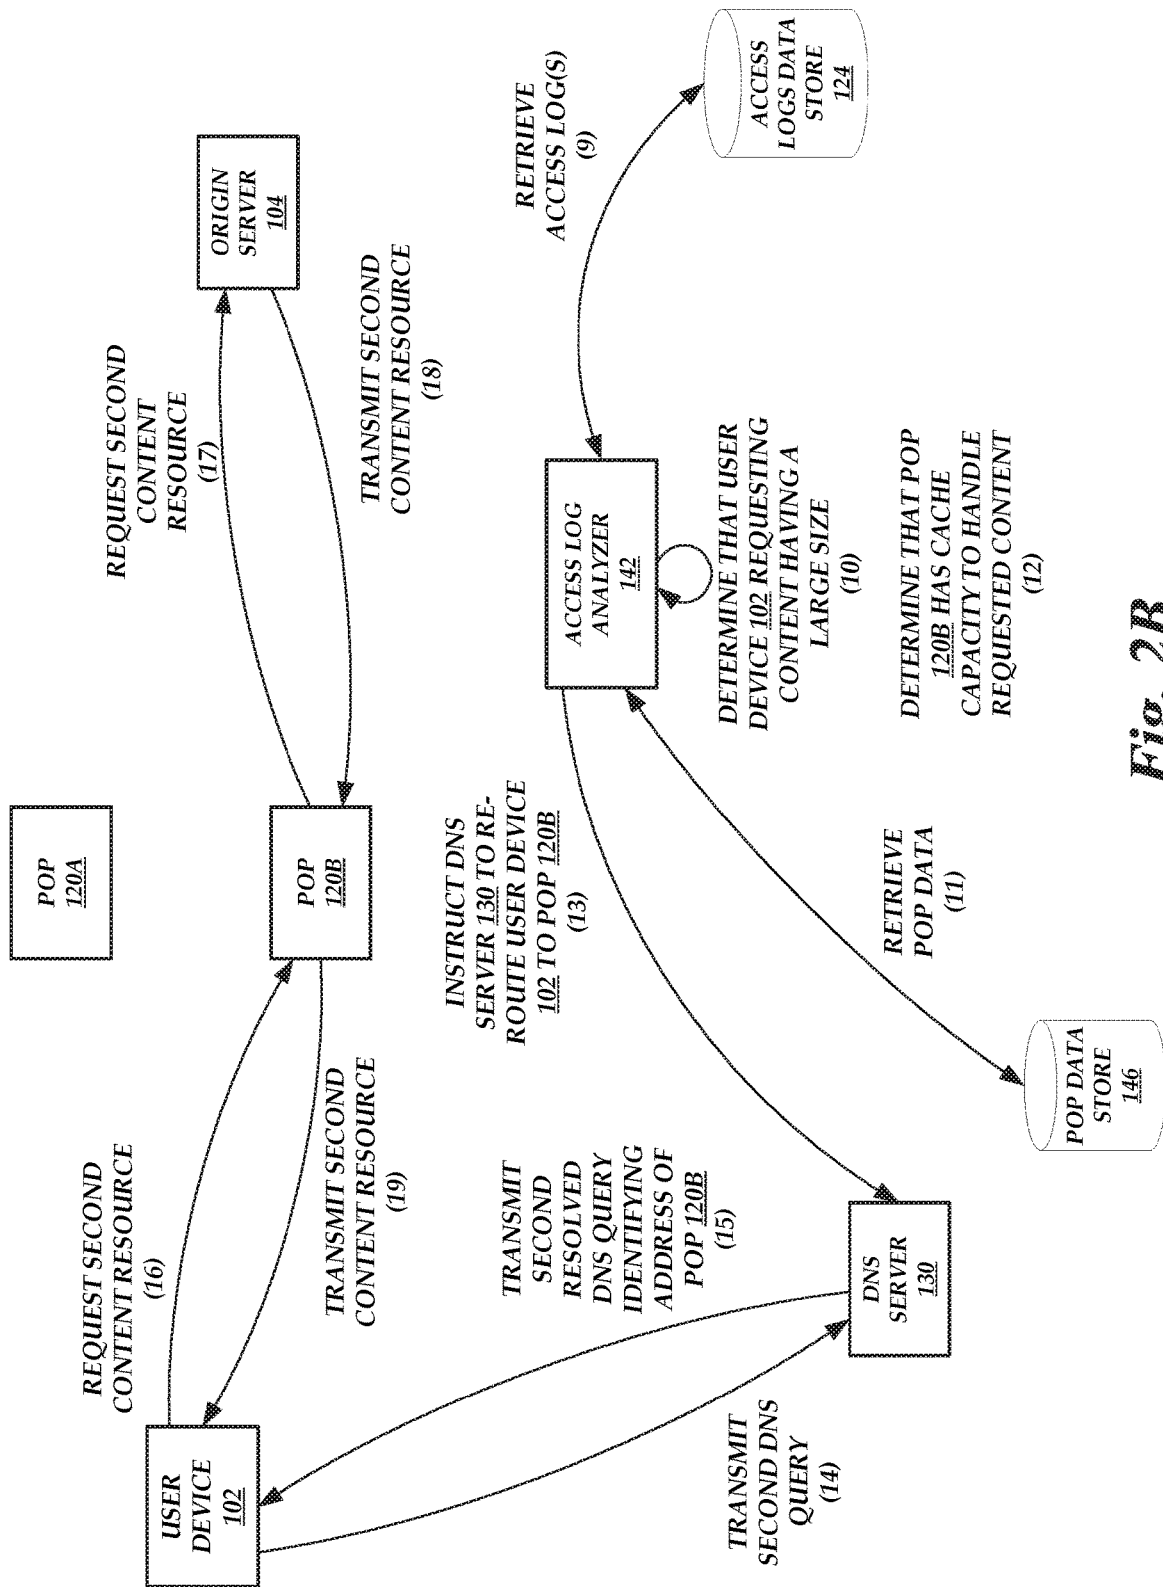 POP
120A
REQUEST SECOND
CONTENT RESOURCE
(16)
REQUEST SECOND
CONTENT
RESOURCE
(17)
USER
DEVICE
102
POP
120B
ORIGIN
SERVER
104
TRANSMIT SECOND
CONTENT RESOURCE
(19)
TRANSMIT SECOND
CONTENT RESOURCE
(18)
TRANSMIT
SECOND
RESOLVED
DNS QUERY
IDENTIFYING
ADDRESS OF
POP 120B
(15)
INSTRUCT DNS
SERVER 130 TO RE-
ROUTE USER DEVICE
102 TO POP 120B
(13)
RETRIEVE
ACCESS LOG(S)
(9)
ACCESS LOG
ANALYZER
142
TRANSMIT
SECOND DNS
QUERY
(14)
DETERMINE THAT USER
DEVICE 102 REQUESTING
CONTENT HAVING A
LARGE SIZE
(10)
ACCESS
LOGS DATA
STORE
124
DNS
SERVER
130
RETRIEVE
POP DATA
(11)
DETERMINE THAT POP
120B HAS CACHE
CAPACITY TO HANDLE
REQUESTED CONTENT
(12)
POP DATA
STORE
146
Fig. 2B